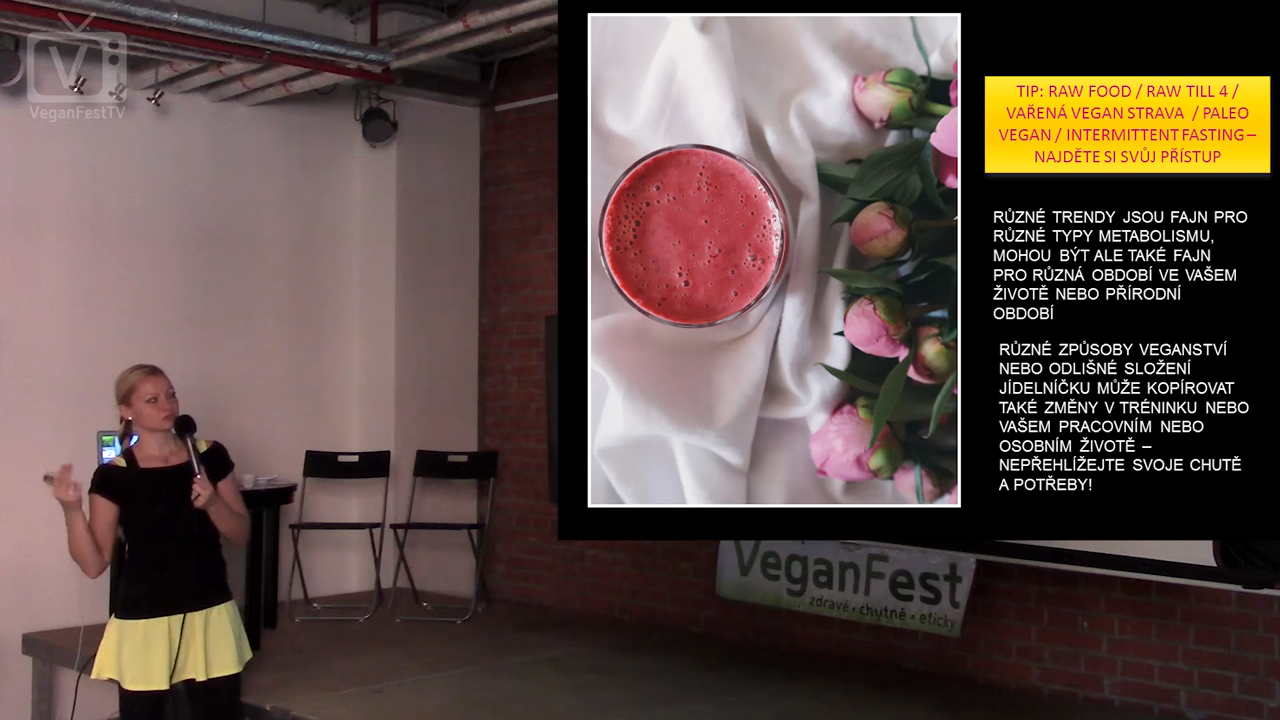 V
VeganFestTV
TIP: RAW FOOD / RAW TILL 4 /
VAŘENÁ VEGAN STRAVA / PALEO
VEGAN / INTERMITTENT FASTING –
NAJDĚTE SI SVŮJ PŘÍSTUP
RŮZNÉ TRENDY JSOU FAJN PRO
RŮZNÉ TYPY METABOLISMU,
MOHOU BÝT ALE TAKÉ FAJN
PRO RŮZNÁ OBDOBÍ VE VAŠEM
ŽIVOTĚ NEBO PŘÍRODNÍ
OBDOBÍ
RŮZNÉ ZPŮSOBY VEGANSTVÍ
NEBO ODLIŠNÉ SLOŽENÍ
JÍDELNÍČKU MŮŽE KOPÍROVAT
TAKÉ ZMĚNY V TRÉNINKU NEBO
VAŠEM PRACOVNÍM NEBO
OSOBNÍM ŽIVOTĚ –
NEPŘEHLÍŽEJTE SVOJE CHUTĚ
A POTŘEBY!
VeganFest
zdravě • chutně • eticky